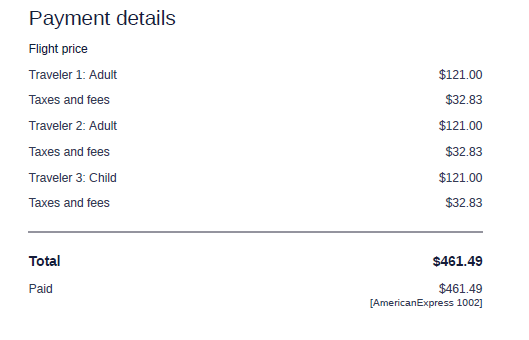 Payment details
Flight price
Traveler 1: Adult $121.00
Taxes and fees $32.83
Traveler 2: Adult $121.00
Taxes and fees $32.83
Traveler 3: Child $121.00
Taxes and fees $32.83
Total $461.49
Paid $461.49
[AmericanExpress 1002]